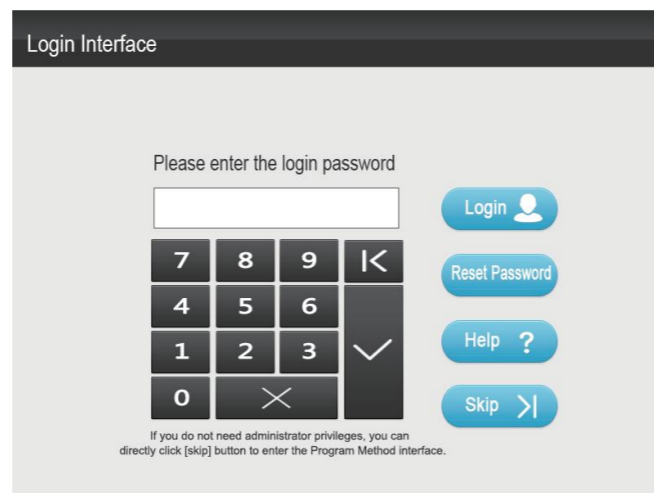 Login Interface
Please enter the login password
Login
7 8 9
Reset Password
4 5 6
Help ?
1 2 3
0
Skip
If you do not need administrator privileges, you can
directly click [skip] button to enter the Program Method interface.